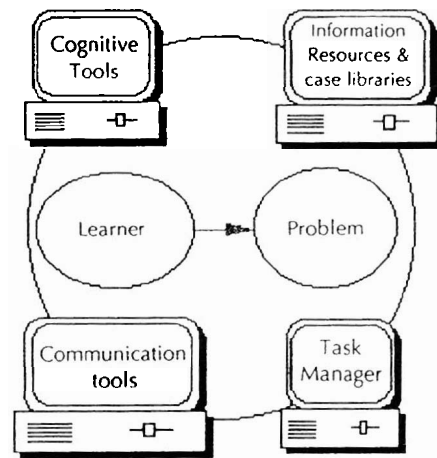 Cognitive
Tools
Information
Resources &
case libraries
Learner
Problem
Communication
tools
Task
Manager